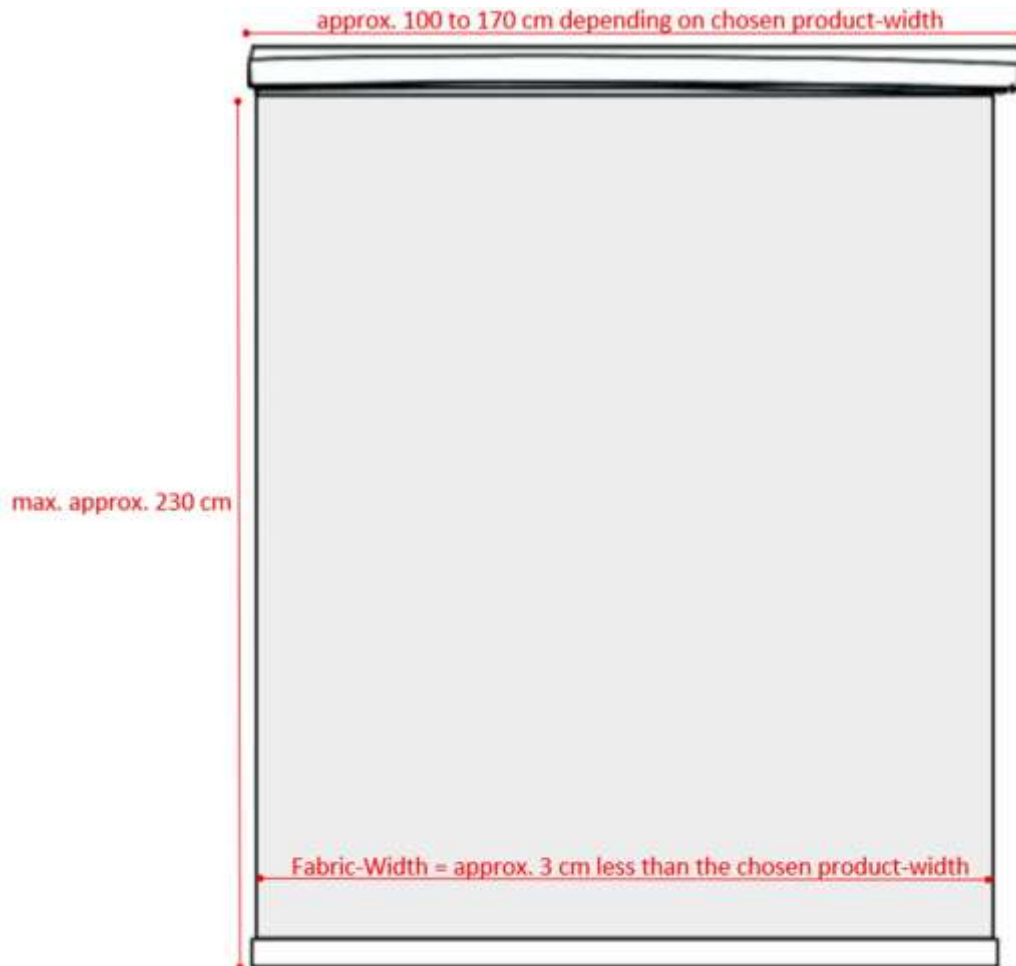 approx. 100 to 170 cm depending on chosen product-width
max. approx. 230 cm
Fabric-Width = approx. 3 cm less than the chosen product-width